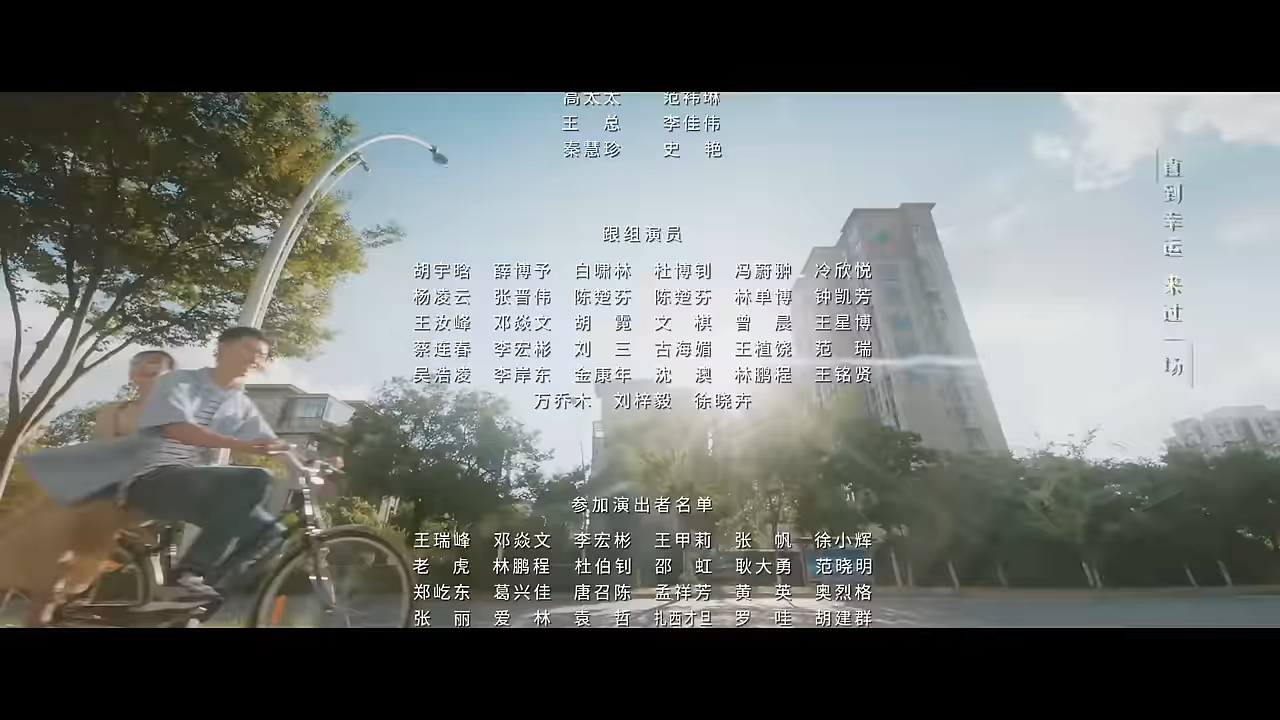 高太太 范祎琳
王 总 李佳伟
秦慧珍 史 艳
跟组演员
胡宇晗 薛博予 白啸林 杜博钊 冯蔚翀 冷欣悦
杨凌云 张晋伟 陈楚芬 陈楚芬 林单博 钟凯芳
王汝峰 邓焱文 胡 霓 文 棋 曾 晨 王星博
蔡连春 李宏彬 刘 三 古海媚 王植饶 范 瑞
吴浩凌 李岸东 金康年 沈 澳 林鹏程 王铭贤
万乔木 刘梓毅 徐晓卉
参加演出者名单
王瑞峰 邓焱文 李宏彬 王甲莉 张 帆 徐小辉
老 虎 林鹏程 杜伯钊 邵 虹 耿大勇 范晓明
郑屹东 葛兴佳 唐召陈 孟祥芳 黄 英 奥烈格
张 丽 爱 林 袁 哲 扎西才旦 罗 哇 胡建群
直到幸运 来过一场